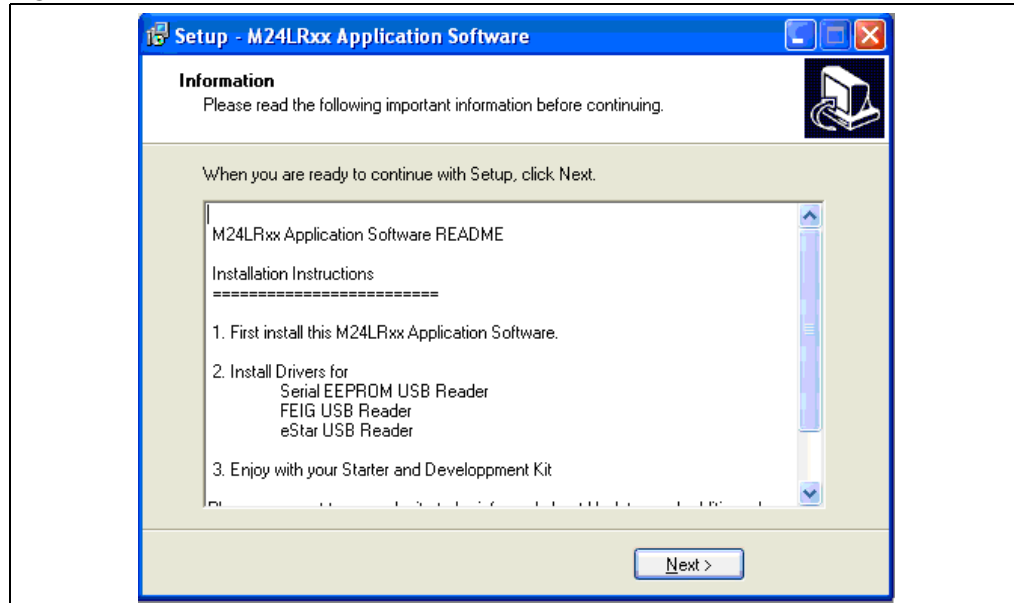 Setup - M24LRxx Application Software
Information
Please read the following important information before continuing.
When you are ready to continue with Setup, click Next.
M24LRxx Application Software README
Installation Instructions
=========================
1. First install this M24LRxx Application Software.
2. Install Drivers for
Serial EEPROM USB Reader
FEIG USB Reader
eStar USB Reader
3. Enjoy with your Starter and Developpment Kit
Next >